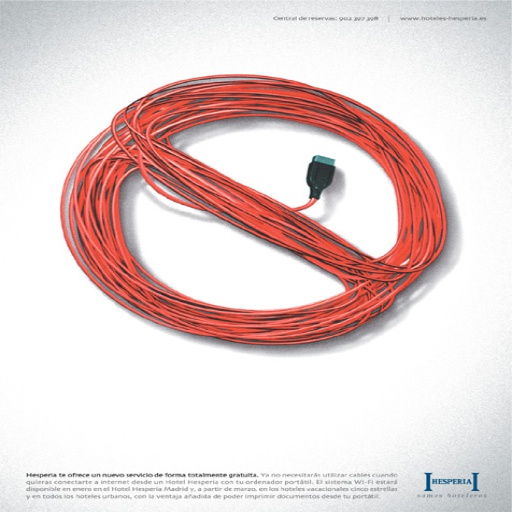 Central de reservas: 902 397 398 | www.hoteles-hesperia.es
Hesperia te ofrece un nuevo servicio de forma totalmente gratuita. Ya no necesitarás utilizar cables cuando
quieras conectarte a internet desde un Hotel Hesperia con tu ordenador portátil. El sistema Wi-Fi estará
disponible en enero en el Hotel Hesperia Madrid y, a partir de marzo, en los hoteles vacacionales cinco estrellas
y en todos los hoteles urbanos, con la ventaja añadida de poder imprimir documentos desde tu portátil.
HESPERIA
somos hoteleros